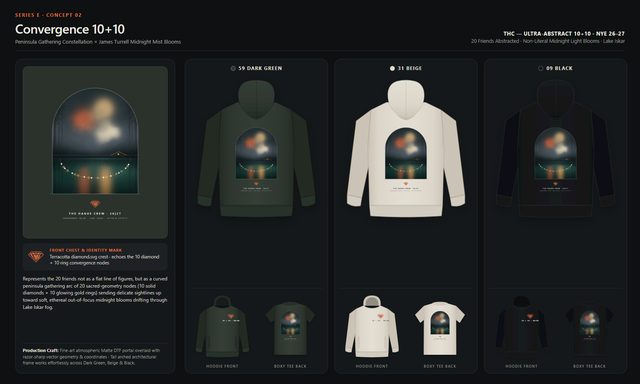 SERIES E · CONCEPT 02
Convergence 10+10
Peninsula Gathering Constellation × James Turrell Midnight Mist Blooms
THC — ULTRA-ABSTRACT 10+10 · NYE 26-27
20 Friends Abstracted · Non-Literal Midnight Light Blooms · Lake Iskar
THE HANGE CREW · 26|27
FRONT CHEST & IDENTITY MARK
Terracotta diamond.svg crest · echoes the 10 diamond
+ 10 ring convergence nodes
Represents the 20 friends not as a flat line of figures, but as a curved
peninsula gathering arc of 20 sacred-geometry nodes (10 solid
diamonds + 10 glowing gold rings) sending delicate sightlines up
toward soft, ethereal out-of-focus midnight blooms drifting through
Lake Iskar fog.
Production Craft: Fine-art atmospheric Matte DTF portal overlaid with
razor-sharp vector geometry & coordinates · Tall arched architectural
frame works effortlessly across Dark Green, Beige & Black.
59 DARK GREEN
HOODIE FRONT
BOXY TEE BACK
31 BEIGE
HOODIE FRONT
BOXY TEE BACK
09 BLACK
HOODIE FRONT
BOXY TEE BACK